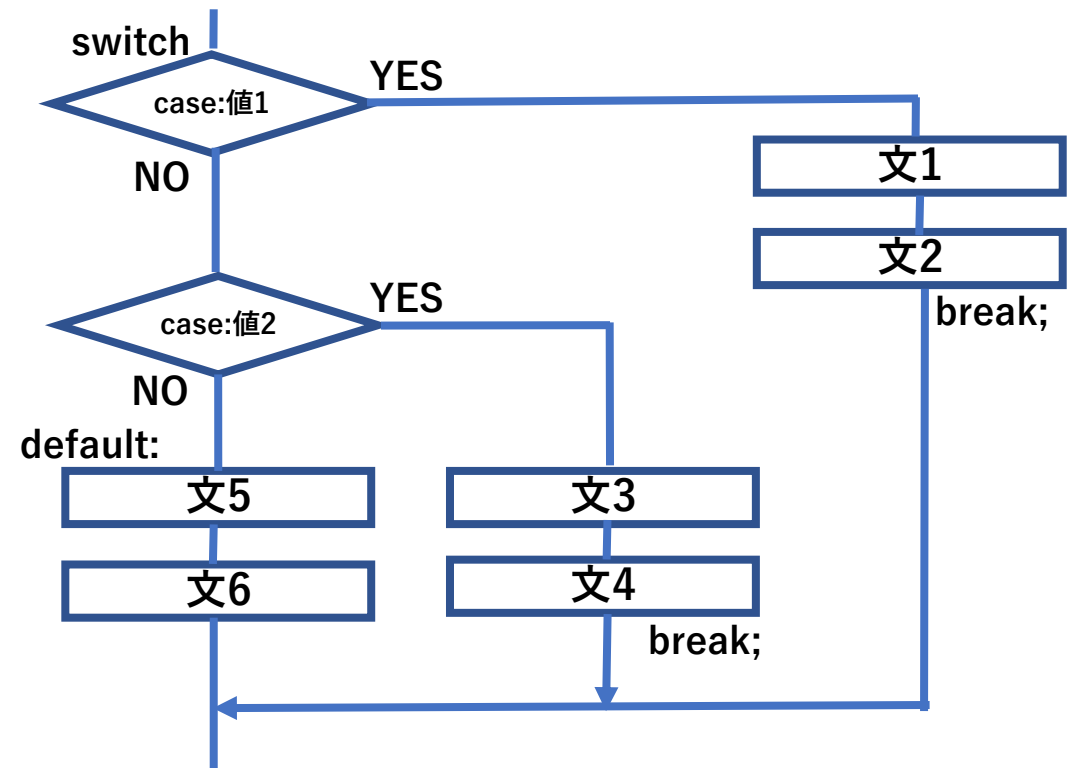 switch
case:値1
YES
NO
文1
文2
break;
case:値2
YES
NO
default:
文5
文6
文3
文4
break;